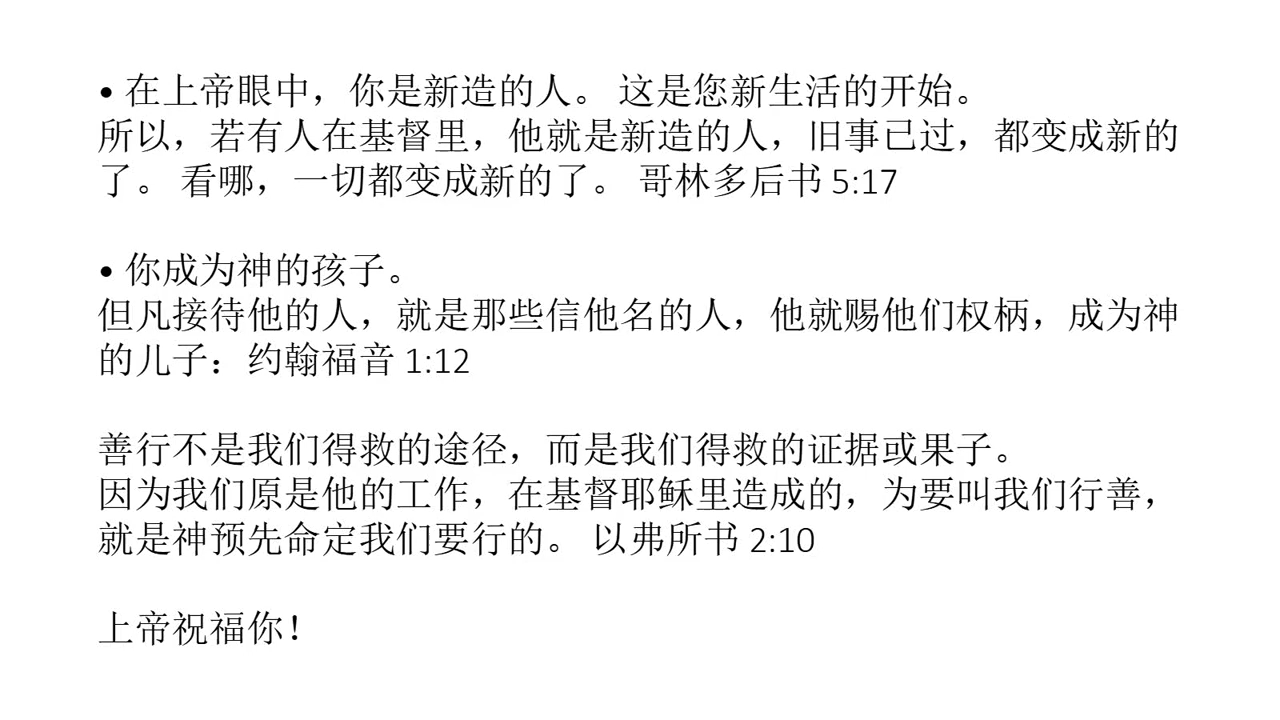 • 在上帝眼中，你是新造的人。 这是您新生活的开始。
所以，若有人在基督里，他就是新造的人，旧事已过，都变成新的
了。 看哪，一切都变成新的了。 哥林多后书 5:17
• 你成为神的孩子。
但凡接待他的人，就是那些信他名的人，他就赐他们权柄，成为神
的儿子：约翰福音 1:12
善行不是我们得救的途径，而是我们得救的证据或果子。
因为我们原是他的工作，在基督耶稣里造成的，为要叫我们行善，
就是神预先命定我们要行的。 以弗所书 2:10
上帝祝福你！